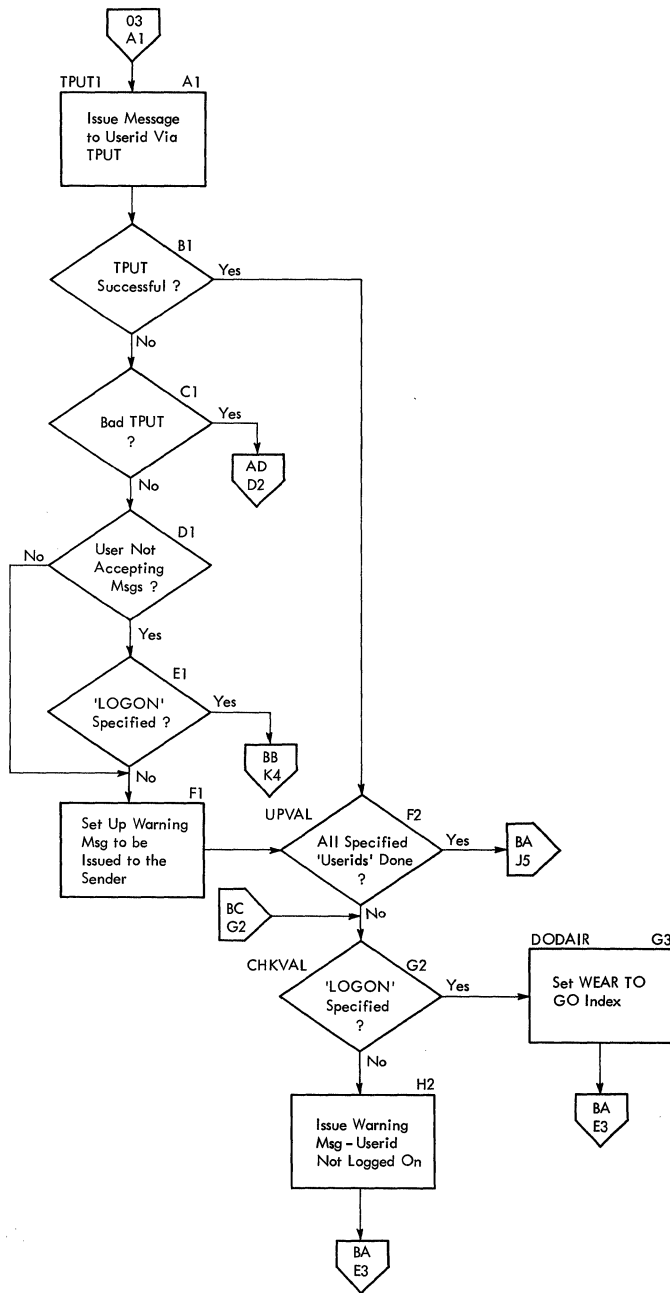 03
A1
TPUT1 A1
Issue Message
to Userid Via
TPUT
B1
TPUT
Successful ?
Yes
No
C1
Bad TPUT
?
Yes
AD
D2
No
D1
No
User Not
Accepting
Msgs ?
Yes
E1
'LOGON'
Specified ?
Yes
BB
K4
No
F1
Set Up Warning
Msg to be
Issued to the
Sender
UPVAL F2
All Specified
'Userids' Done
?
Yes
BA
J5
No
BC
G2
CHKVAL G2
'LOGON'
Specified
?
Yes
DODAIR G3
Set WEAR TO
GO Index
BA
E3
No
H2
Issue Warning
Msg – Userid
Not Logged On
BA
E3